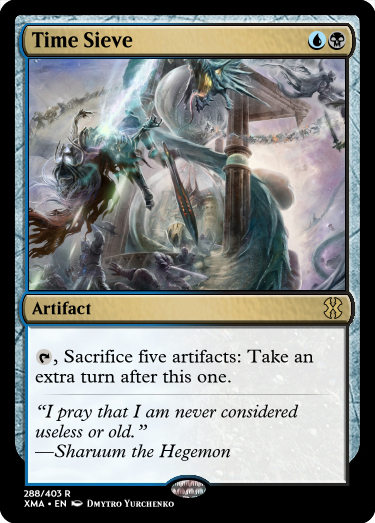 Time Sieve
Artifact
, Sacrifice five artifacts: Take an
extra turn after this one.
“I pray that I am never considered
useless or old.”
—Sharuum the Hegemon
288/403 R
XMA • EN Dmytro Yurchenko